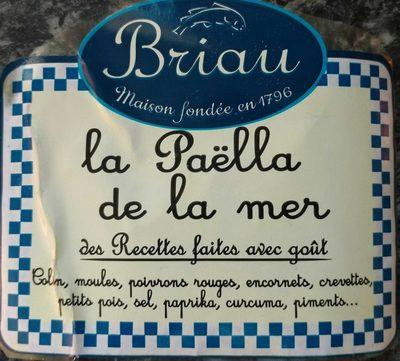 Briau
Maison fondée en 1796
la Paëlla
de la mer
des Recettes faites avec goût
Colin, moules, poivrons rouges, encornets, crevettes,
petits pois, sel, paprika, curcuma, piments...